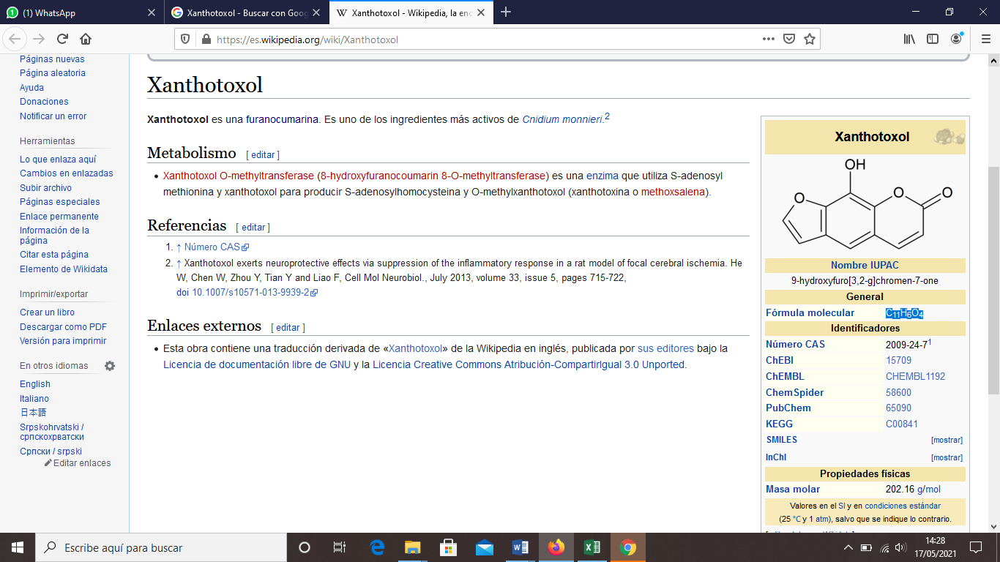 (1) WhatsApp
Xanthotoxol - Buscar con Goog
W Xanthotoxol - Wikipedia, la enc
https://es.wikipedia.org/wiki/Xanthotoxol
Páginas nuevas
Página aleatoria
Ayuda
Donaciones
Notificar un error
Herramientas
Lo que enlaza aquí
Cambios en enlazadas
Subir archivo
Páginas especiales
Enlace permanente
Información de la
página
Citar esta página
Elemento de Wikidata
Imprimir/exportar
Crear un libro
Descargar como PDF
Versión para imprimir
En otros idiomas
English
Italiano
日本語
Srpskohrvatski /
српскохрватски
Српски / srpski
Editar enlaces
Xanthotoxol
Xanthotoxol es una furanocumarina. Es uno de los ingredientes más activos de Cnidium monnieri.2
Metabolismo [ editar ]
• Xanthotoxol O-methyltransferase (8-hydroxyfuranocoumarin 8-O-methyltransferase) es una enzima que utiliza S-adenosyl
methionina y xanthotoxol para producir S-adenosylhomocysteina y O-methylxanthotoxol (xanthotoxina o methoxsalena).
Referencias [ editar ]
1. ↑ Número CAS
2. ↑ Xanthotoxol exerts neuroprotective effects via suppression of the inflammatory response in a rat model of focal cerebral ischemia. He
W, Chen W, Zhou Y, Tian Y and Liao F, Cell Mol Neurobiol., July 2013, volume 33, issue 5, pages 715-722,
doi 10.1007/s10571-013-9939-2
Enlaces externos [ editar ]
• Esta obra contiene una traducción derivada de «Xanthotoxol» de la Wikipedia en inglés, publicada por sus editores bajo la
Licencia de documentación libre de GNU y la Licencia Creative Commons Atribución-CompartirIgual 3.0 Unported.
Xanthotoxol
OH
O O O
Nombre IUPAC
9-hydroxyfuro[3,2-g]chromen-7-one
General
Fórmula molecular C11H6O4
Identificadores
Número CAS 2009-24-71
ChEBI 15709
ChEMBL CHEMBL1192
ChemSpider 58600
PubChem 65090
KEGG C00841
SMILES [mostrar]
InChI [mostrar]
Propiedades físicas
Masa molar 202.16 g/mol
Valores en el SI y en condiciones estándar
(25 °C y 1 atm), salvo que se indique lo contrario.
Escribe aquí para buscar
14:28
17/05/2021